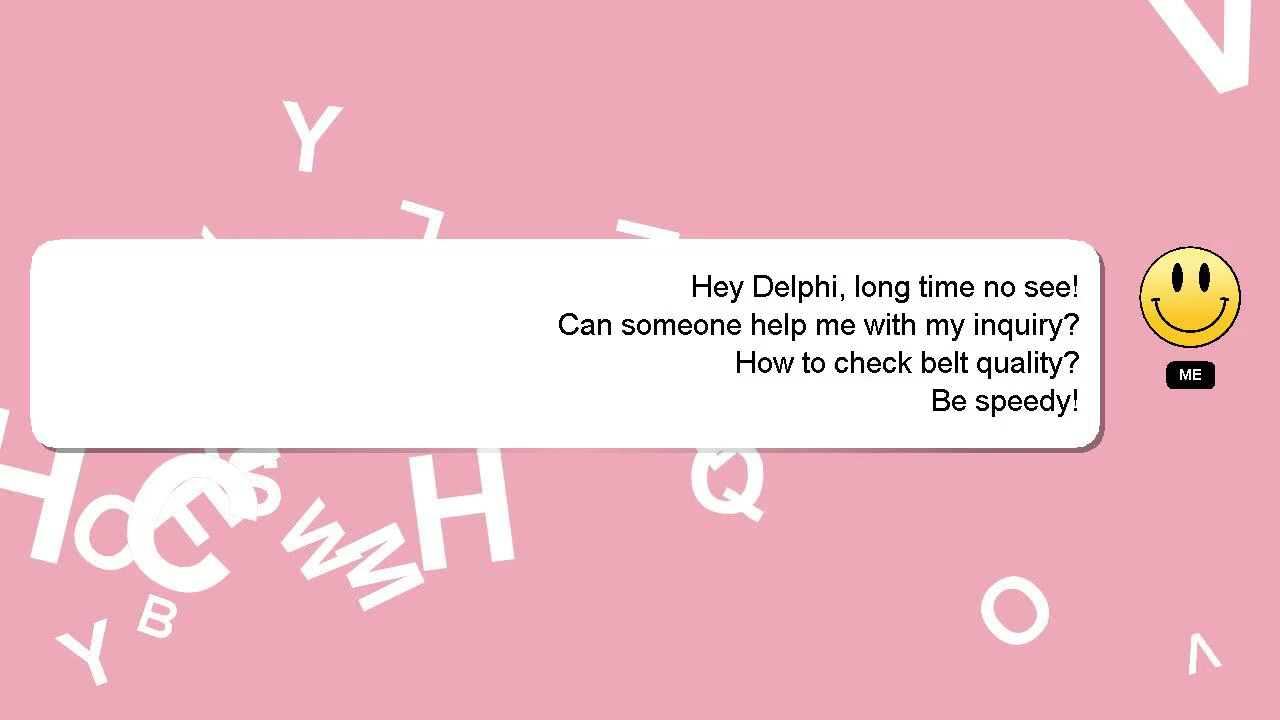 Hey Delphi, long time no see!
Can someone help me with my inquiry?
How to check belt quality?
Be speedy!
ME
Y
V
H
O
C
T
S
W
M
H
Q
B
Y
O
V